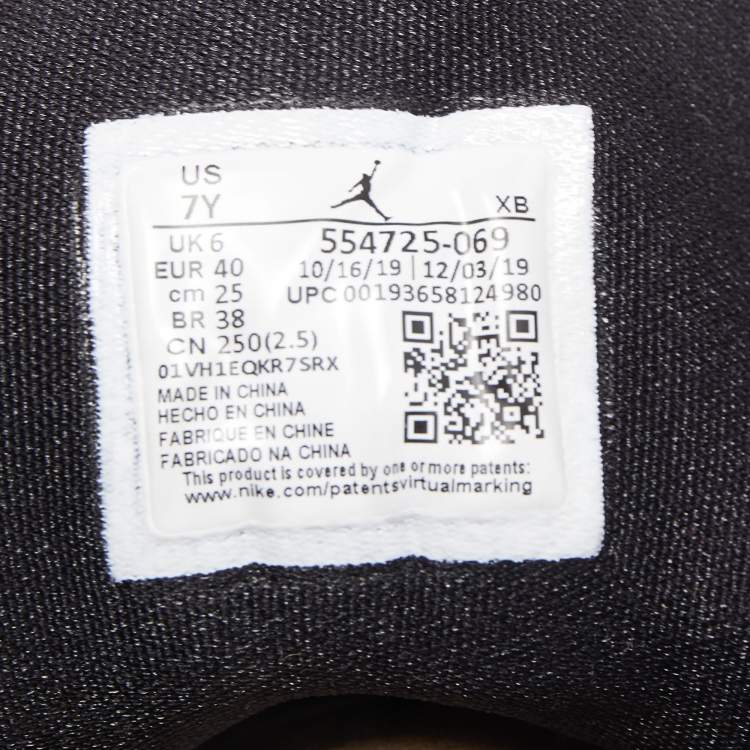 US
7Y XB
UK 6 554725-069
EUR 40 10/16/19 | 12/03/19
cm 25 UPC 00193658124980
BR 38
CN 250(2.5)
01VH1EQKR7SRX
MADE IN CHINA
HECHO EN CHINA
FABRIQUE EN CHINE
FABRICADO NA CHINA
This product is covered by one or more patents:
www.nike.com/patentsvirtualmarking